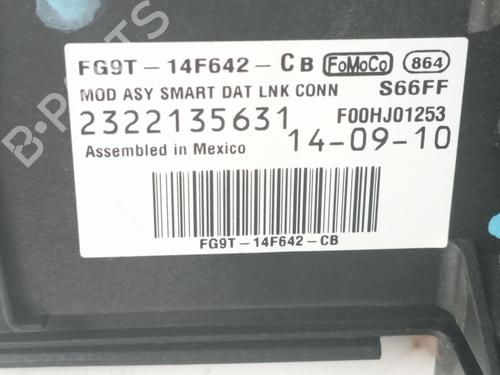 FG9T-14F642-CB FoMoCo 864
MOD ASY SMART DAT LNK CONN S66FF
2322135631 F00HJ01253
Assembled in Mexico 14-09-10
FG9T-14F642-CB